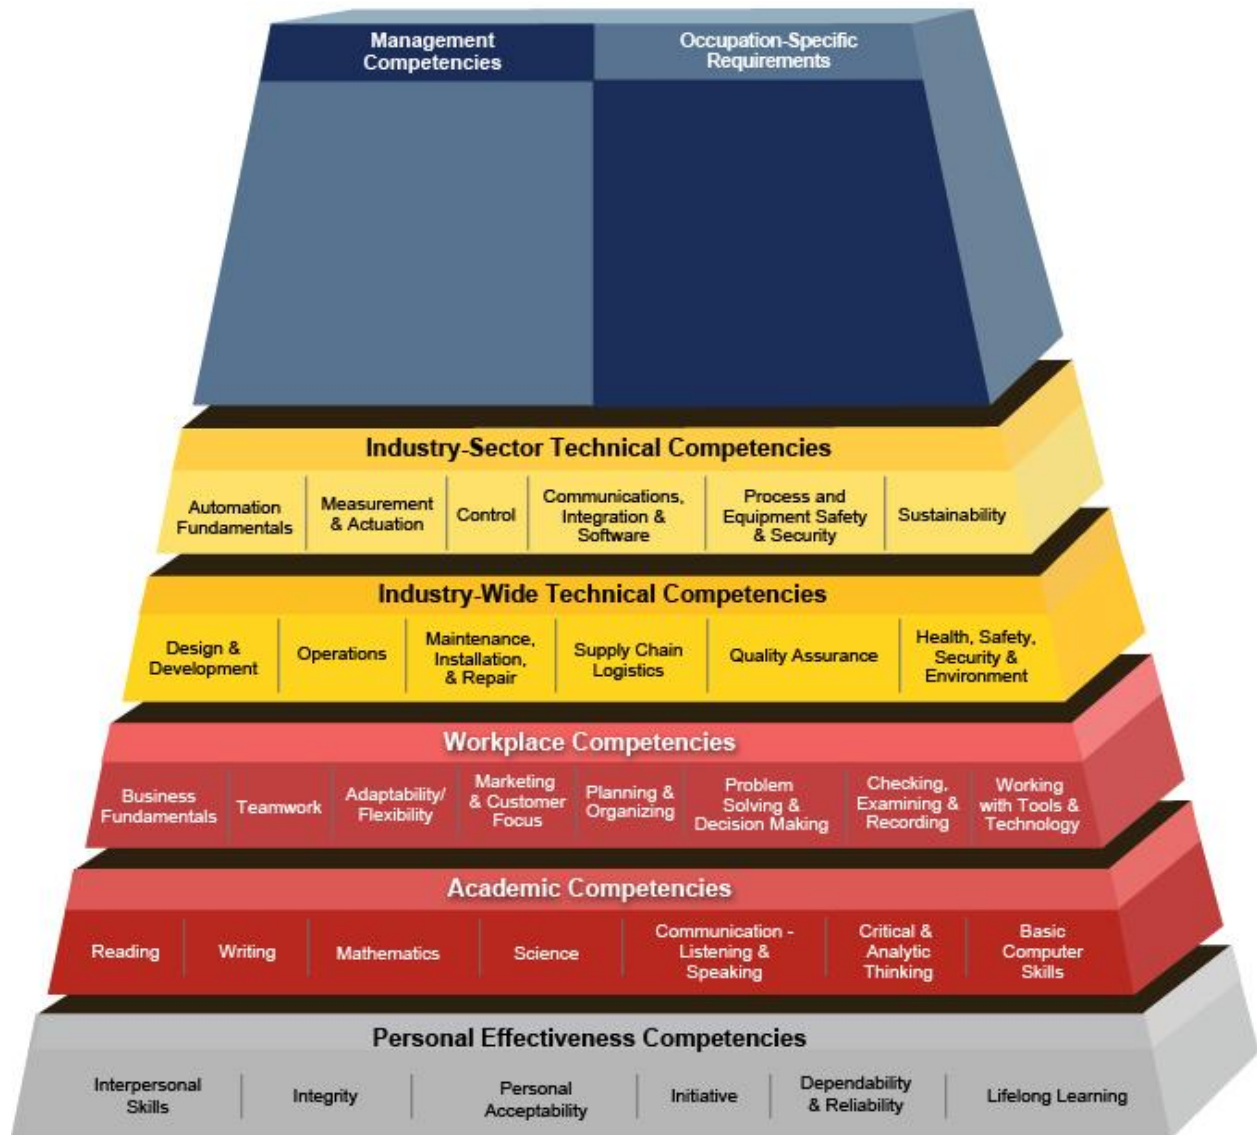 Management
Competencies
Occupation-Specific
Requirements
Industry-Sector Technical Competencies
Automation
Fundamentals
Measurement
& Actuation
Control
Communications,
Integration &
Software
Process and
Equipment Safety
& Security
Sustainability
Industry-Wide Technical Competencies
Design &
Development
Operations
Maintenance,
Installation,
& Repair
Supply Chain
Logistics
Quality Assurance
Health, Safety,
Security &
Environment
Workplace Competencies
Business
Fundamentals
Teamwork
Adaptability/
Flexibility
Marketing
& Customer
Focus
Planning &
Organizing
Problem
Solving &
Decision Making
Checking,
Examining &
Recording
Working
with Tools &
Technology
Academic Competencies
Reading
Writing
Mathematics
Science
Communication -
Listening &
Speaking
Critical &
Analytic
Thinking
Basic
Computer
Skills
Personal Effectiveness Competencies
Interpersonal
Skills
Integrity
Personal
Acceptability
Initiative
Dependability
& Reliability
Lifelong Learning